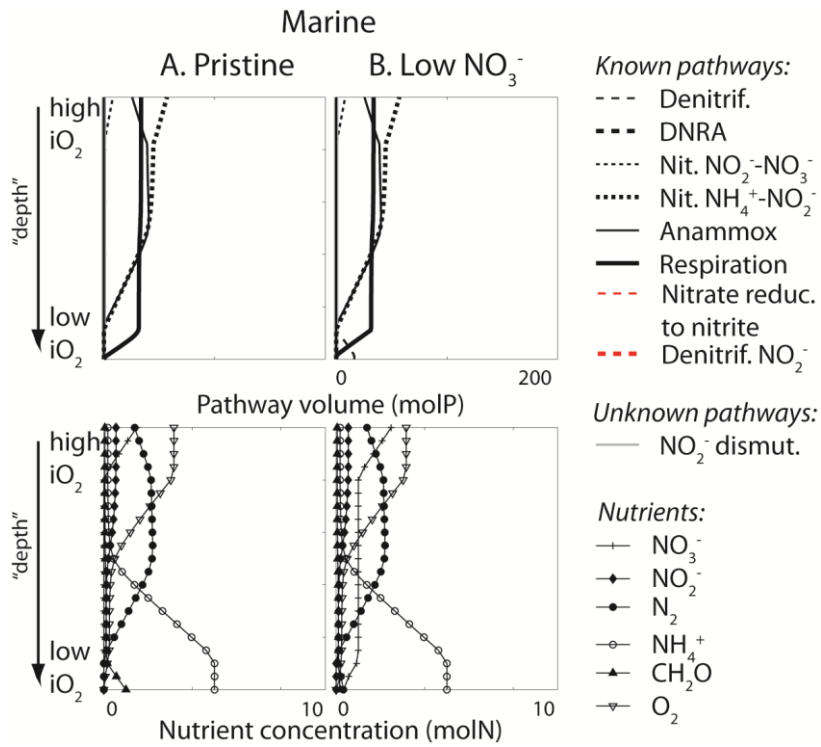 Marine
A. Pristine
B. Low NO₃⁻
high
iO₂
"depth"
low
iO₂
0
200
Pathway volume (molP)
high
iO₂
"depth"
low
iO₂
0
10
0
10
Nutrient concentration (molN)
Known pathways:
Denitrif.
DNRA
Nit. NO₂⁻-NO₃⁻
Nit. NH₄⁺-NO₂⁻
Anammox
Respiration
Nitrate reduc.
to nitrite
Denitrif. NO₂⁻
Unknown pathways:
NO₂⁻ dismut.
Nutrients:
NO₃⁻
NO₂⁻
N₂
NH₄⁺
CH₂O
O₂